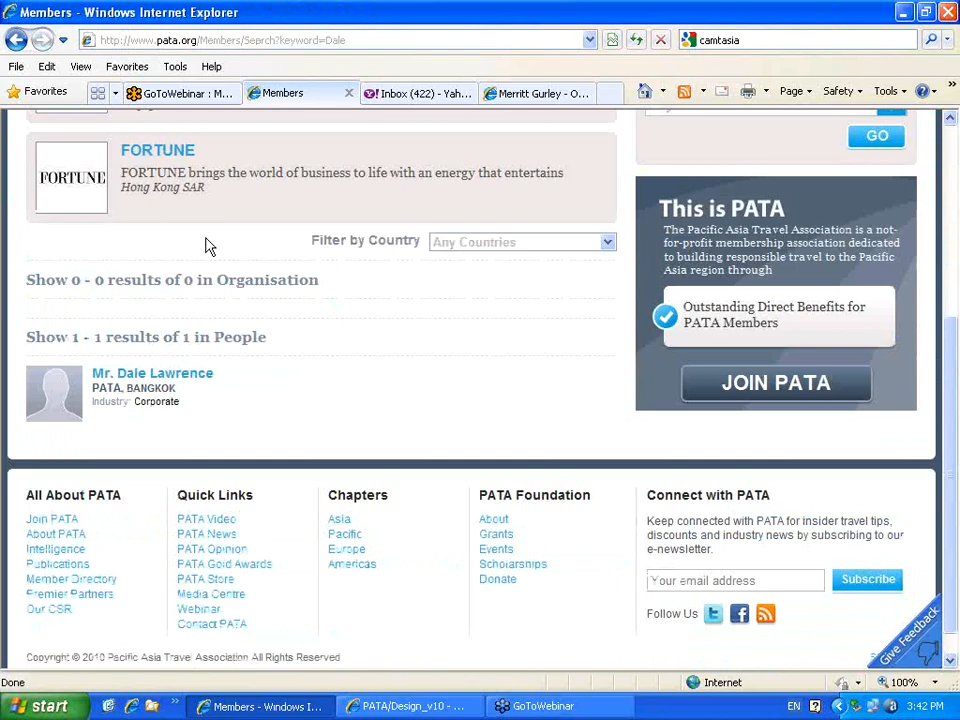 Members - Windows Internet Explorer
http://www.pata.org/Members/Search?keyword=Dale
camtasia
File Edit View Favorites Tools Help
Favorites
GoToWebinar : M...
Members
Inbox (422) - Yah...
Merritt Gurley - O...
Page
Safety
Tools
GO
FORTUNE
FORTUNE
FORTUNE brings the world of business to life with an energy that entertains
Hong Kong SAR
Filter by Country
Any Countries
Show 0 - 0 results of 0 in Organisation
Show 1 - 1 results of 1 in People
Mr. Dale Lawrence
PATA, BANGKOK
Industry: Corporate
This is PATA
The Pacific Asia Travel Association is a not-
for-profit membership association dedicated
to building responsible travel to the Pacific
Asia region through
Outstanding Direct Benefits for
PATA Members
JOIN PATA
All About PATA
Join PATA
About PATA
Intelligence
Publications
Member Directory
Premier Partners
Our CSR
Quick Links
PATA Video
PATA News
PATA Opinion
PATA Gold Awards
PATA Store
Media Centre
Webinar
Contact PATA
Chapters
Asia
Pacific
Europe
Americas
PATA Foundation
About
Grants
Events
Scholarships
Donate
Connect with PATA
Keep connected with PATA for insider travel tips,
discounts and industry news by subscribing to our
e-newsletter.
Your email address
Subscribe
Follow Us
Give Feedback
Copyright © 2010 Pacific Asia Travel Association All Rights Reserved
Done
Internet
100%
start
Members - Windows I...
PATA/Design_v10 - ...
GoToWebinar
EN
3:42 PM